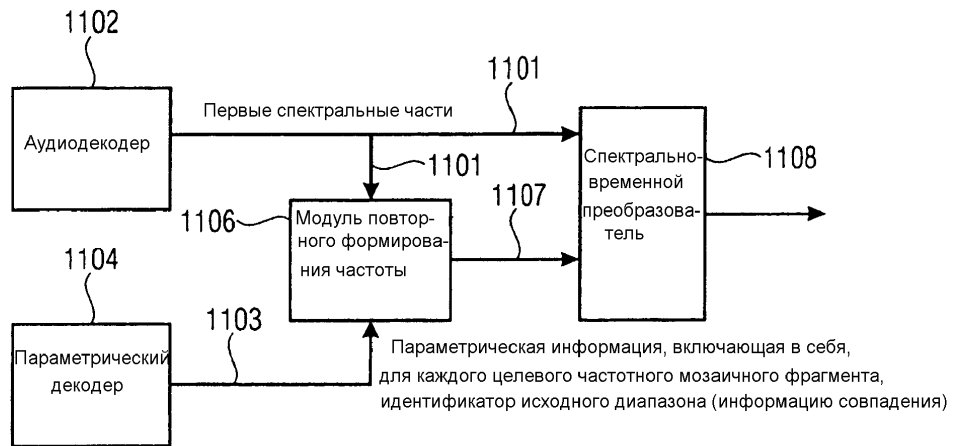 1102
Аудиодекодер
Первые спектральные части
1101
1101
Спектрально-
временной
преобразова-
тель
1108
1106
Модуль повтор-
ного формирова-
ния частоты
1107
1104
Параметрический
декодер
1103
Параметрическая информация, включающая в себя,
для каждого целевого частотного мозаичного фрагмента,
идентификатор исходного диапазона (информацию совпадения)